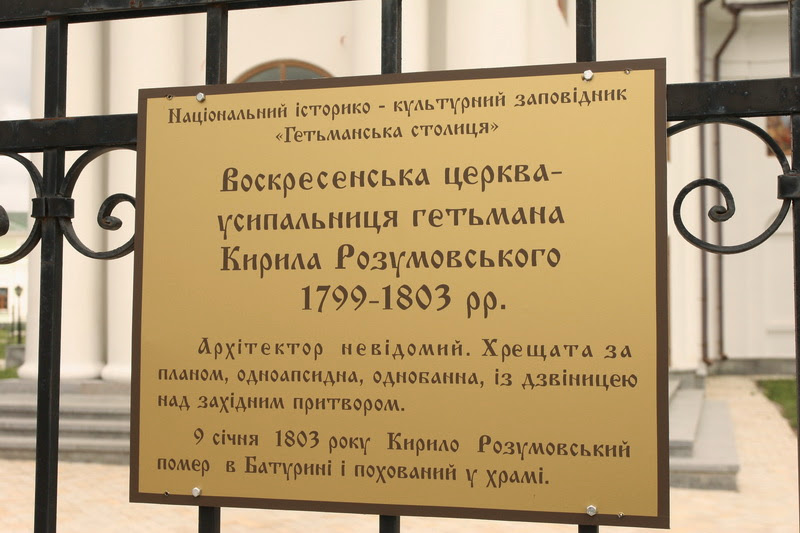 Національний історико - культурний заповідник
«Гетьманська столиця»
Воскресенська церква-
усипальниця гетьмана
Кирила Розумовського
1799-1803 рр.
Архітектор невідомий. Хрещата за
планом, одноапсидна, однобанна, із дзвіницею
над західним притвором.
9 січня 1803 року Кирило Розумовський
помер в Батурині і похований у храмі.